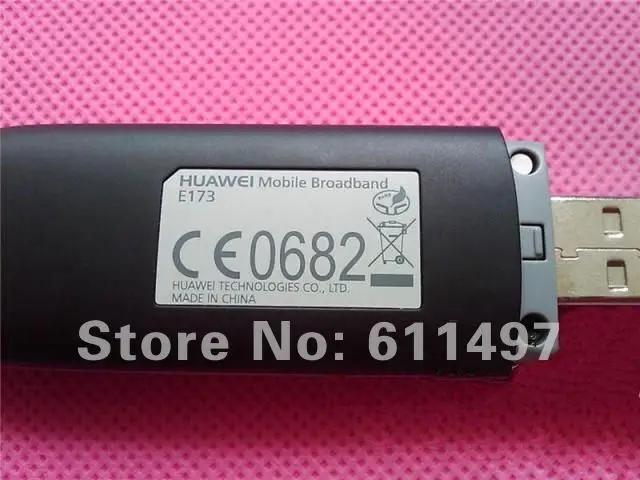 HUAWEI Mobile Broadband
E173
CE0682
HUAWEI TECHNOLOGIES CO., LTD.
MADE IN CHINA
Store No: 611497